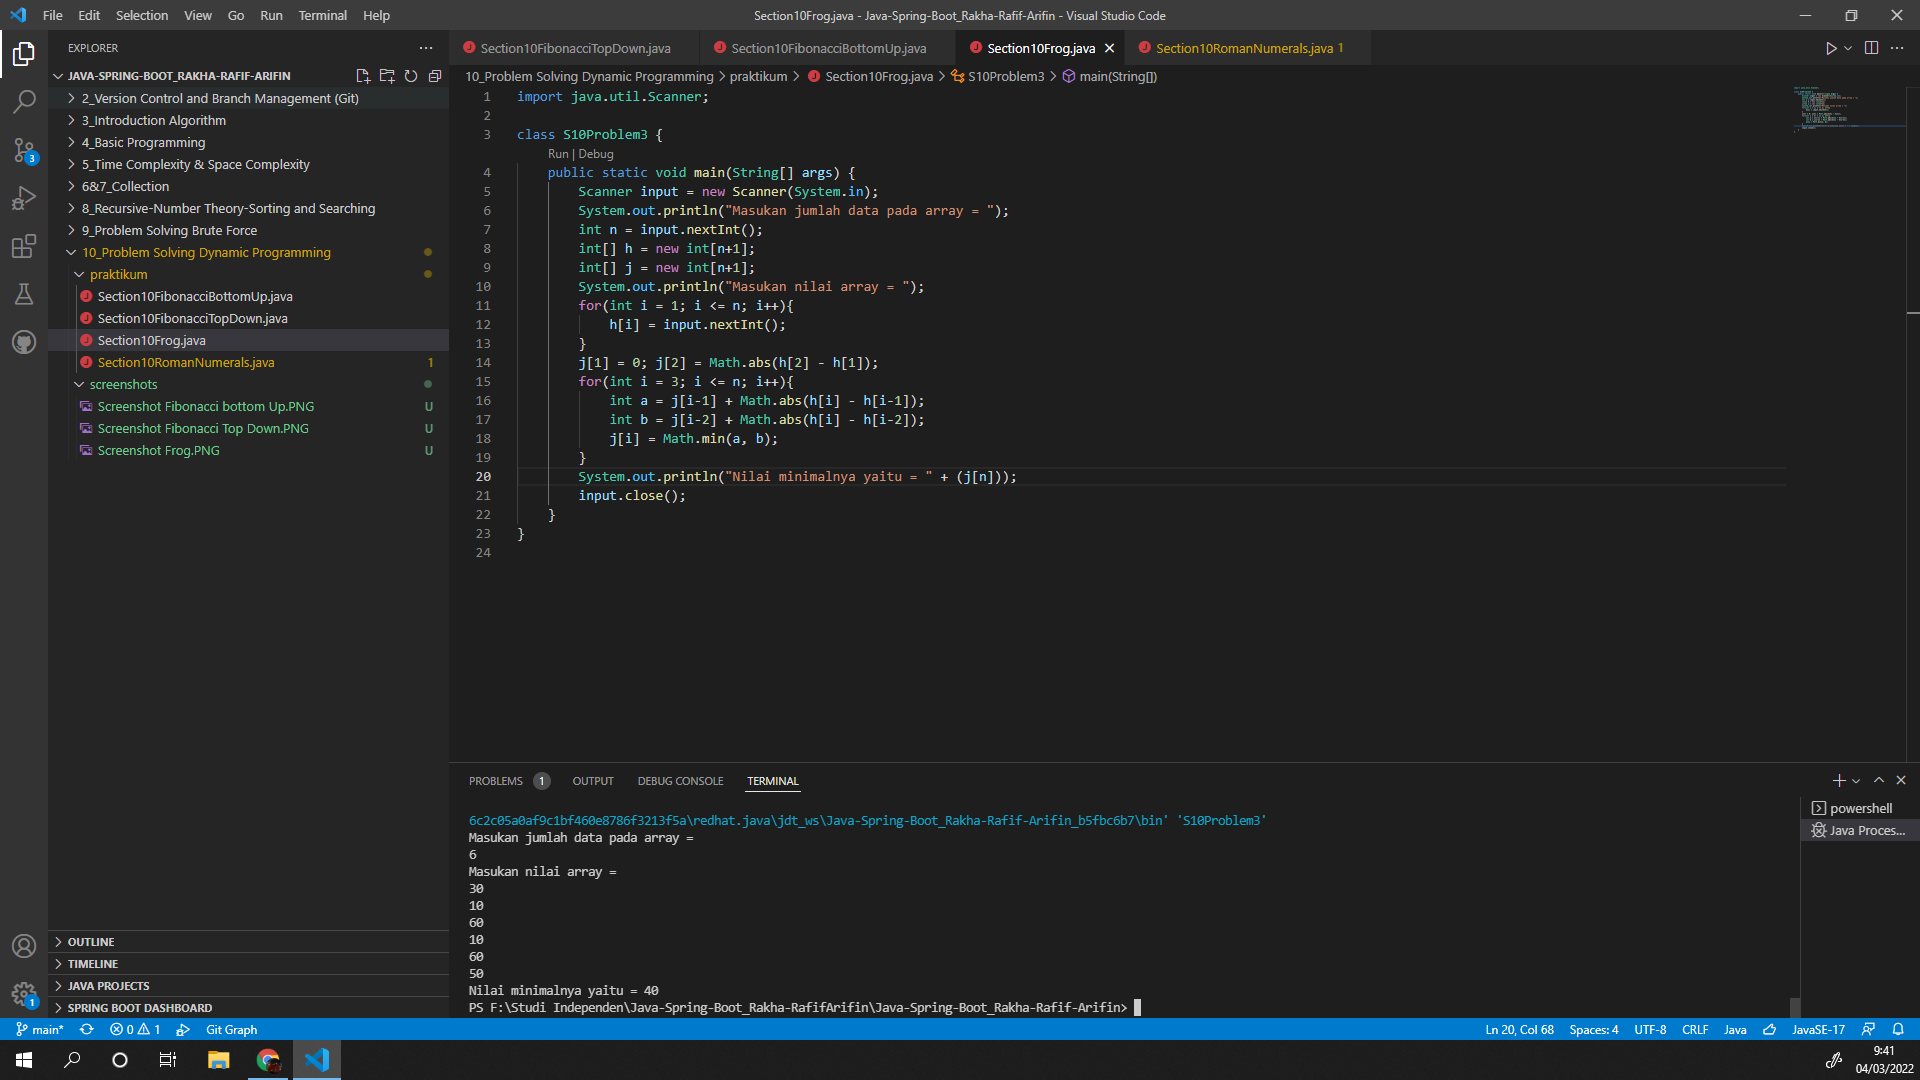 File Edit Selection View Go Run Terminal Help
Section10Frog.java - Java-Spring-Boot_Rakha-Rafif-Arifin - Visual Studio Code
EXPLORER
JAVA-SPRING-BOOT_RAKHA-RAFIF-ARIFIN
2_Version Control and Branch Management (Git)
3_Introduction Algorithm
4_Basic Programming
5_Time Complexity & Space Complexity
6&7_Collection
8_Recursive-Number Theory-Sorting and Searching
9_Problem Solving Brute Force
10_Problem Solving Dynamic Programming
praktikum
Section10FibonacciBottomUp.java
Section10FibonacciTopDown.java
Section10Frog.java
Section10RomanNumerals.java 1
screenshots
Screenshot Fibonacci bottom Up.PNG U
Screenshot Fibonacci Top Down.PNG U
Screenshot Frog.PNG U
OUTLINE
TIMELINE
JAVA PROJECTS
SPRING BOOT DASHBOARD
3
1
Section10FibonacciTopDown.java Section10FibonacciBottomUp.java Section10Frog.java Section10RomanNumerals.java 1
10_Problem Solving Dynamic Programming > praktikum > Section10Frog.java > S10Problem3 > main(String[])
1 import java.util.Scanner;
2
3 class S10Problem3 {
Run | Debug
4 public static void main(String[] args) {
5 Scanner input = new Scanner(System.in);
6 System.out.println("Masukan jumlah data pada array = ");
7 int n = input.nextInt();
8 int[] h = new int[n+1];
9 int[] j = new int[n+1];
10 System.out.println("Masukan nilai array = ");
11 for(int i = 1; i <= n; i++){
12 h[i] = input.nextInt();
13 }
14 j[1] = 0; j[2] = Math.abs(h[2] - h[1]);
15 for(int i = 3; i <= n; i++){
16 int a = j[i-1] + Math.abs(h[i] - h[i-1]);
17 int b = j[i-2] + Math.abs(h[i] - h[i-2]);
18 j[i] = Math.min(a, b);
19 }
20 System.out.println("Nilai minimalnya yaitu = " + (j[n]));
21 input.close();
22 }
23 }
24
PROBLEMS 1 OUTPUT DEBUG CONSOLE TERMINAL
6c2c05a0af9c1bf460e8786f3213f5a\redhat.java\jdt_ws\Java-Spring-Boot_Rakha-Rafif-Arifin_b5fbc6b7\bin' 'S10Problem3'
Masukan jumlah data pada array =
6
Masukan nilai array =
30
10
60
10
60
50
Nilai minimalnya yaitu = 40
PS F:\Studi Independen\Java-Spring-Boot_Rakha-RafifArifin\Java-Spring-Boot_Rakha-Rafif-Arifin>
powershell
Java Proces...
main* 0 1 Git Graph
Ln 20, Col 68 Spaces: 4 UTF-8 CRLF Java JavaSE-17
9:41
04/03/2022